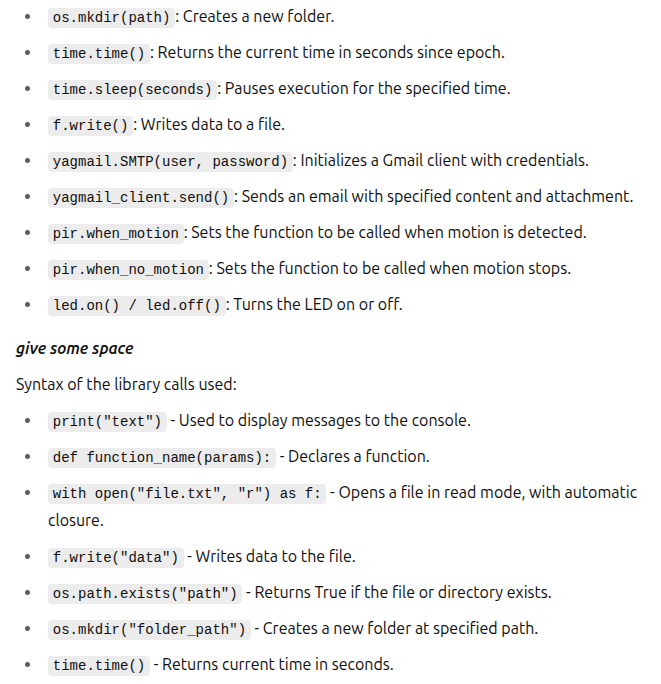 os.mkdir(path): Creates a new folder.
time.time(): Returns the current time in seconds since epoch.
time.sleep(seconds): Pauses execution for the specified time.
f.write(): Writes data to a file.
yagmail.SMTP(user, password): Initializes a Gmail client with credentials.
yagmail_client.send(): Sends an email with specified content and attachment.
pir.when_motion: Sets the function to be called when motion is detected.
pir.when_no_motion: Sets the function to be called when motion stops.
led.on() / led.off(): Turns the LED on or off.
give some space
Syntax of the library calls used:
print("text") - Used to display messages to the console.
def function_name(params): - Declares a function.
with open("file.txt", "r") as f: - Opens a file in read mode, with automatic
closure.
f.write("data") - Writes data to the file.
os.path.exists("path") - Returns True if the file or directory exists.
os.mkdir("folder_path") - Creates a new folder at specified path.
time.time() - Returns current time in seconds.